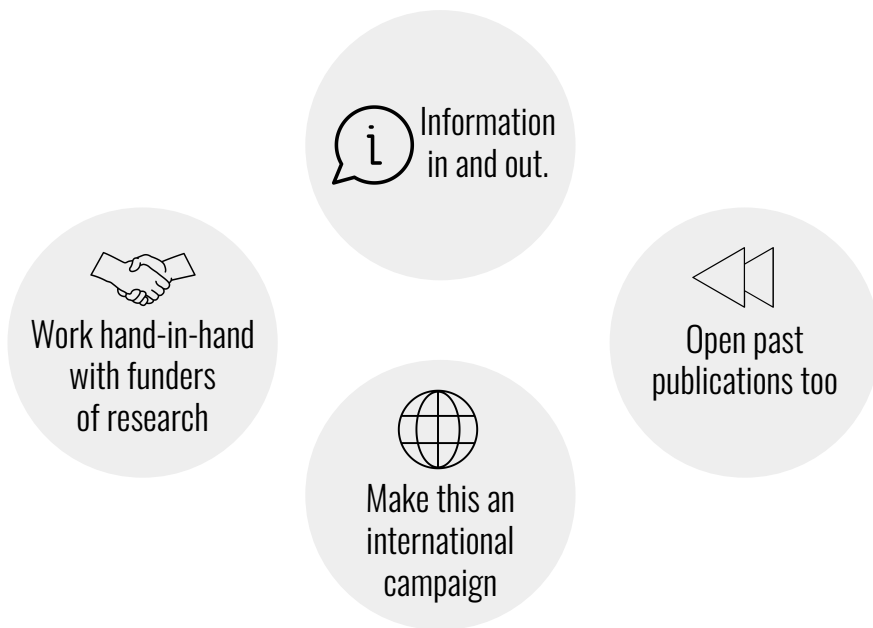 Information
in and out.
Work hand-in-hand
with funders
of research
Open past
publications too
Make this an
international
campaign